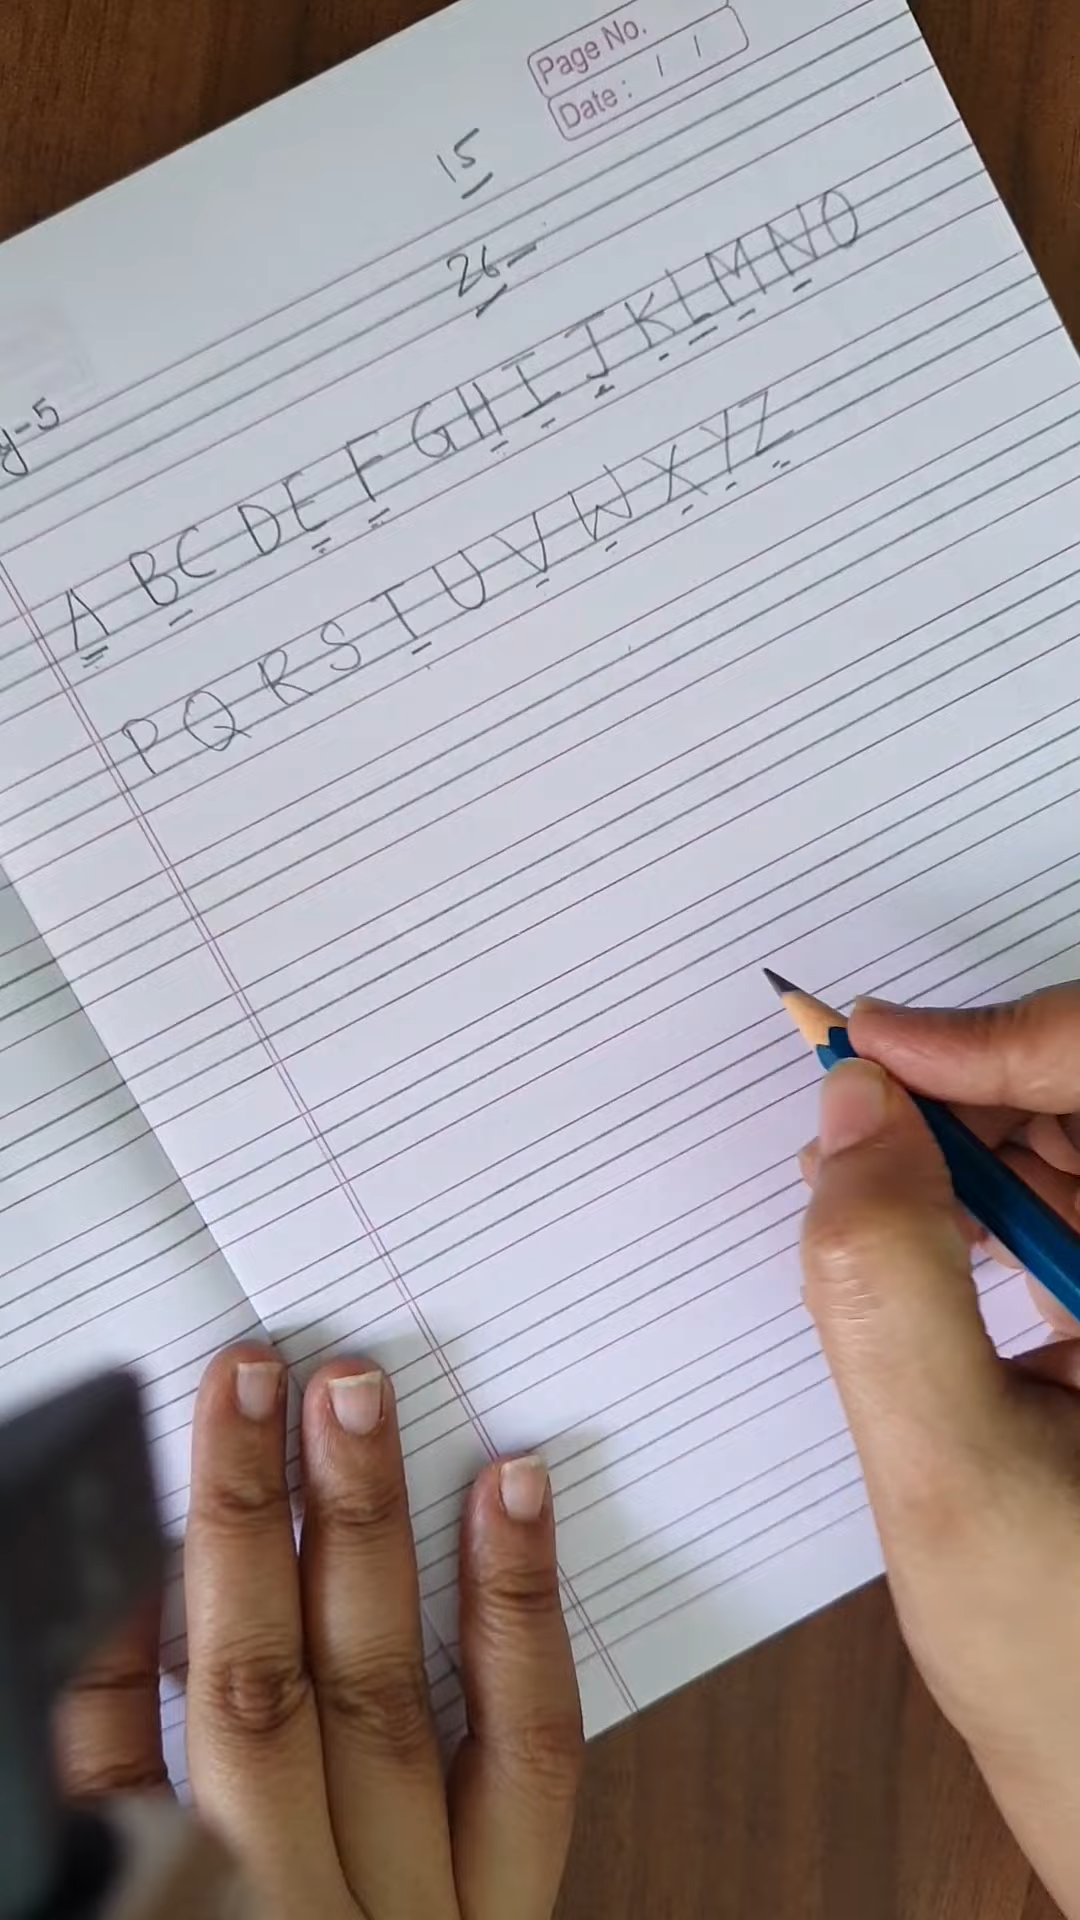 Page No.
Date : / /
15
26-
y-5
A B C D E F G H I J K L M N O
P Q R S T U V W X Y Z